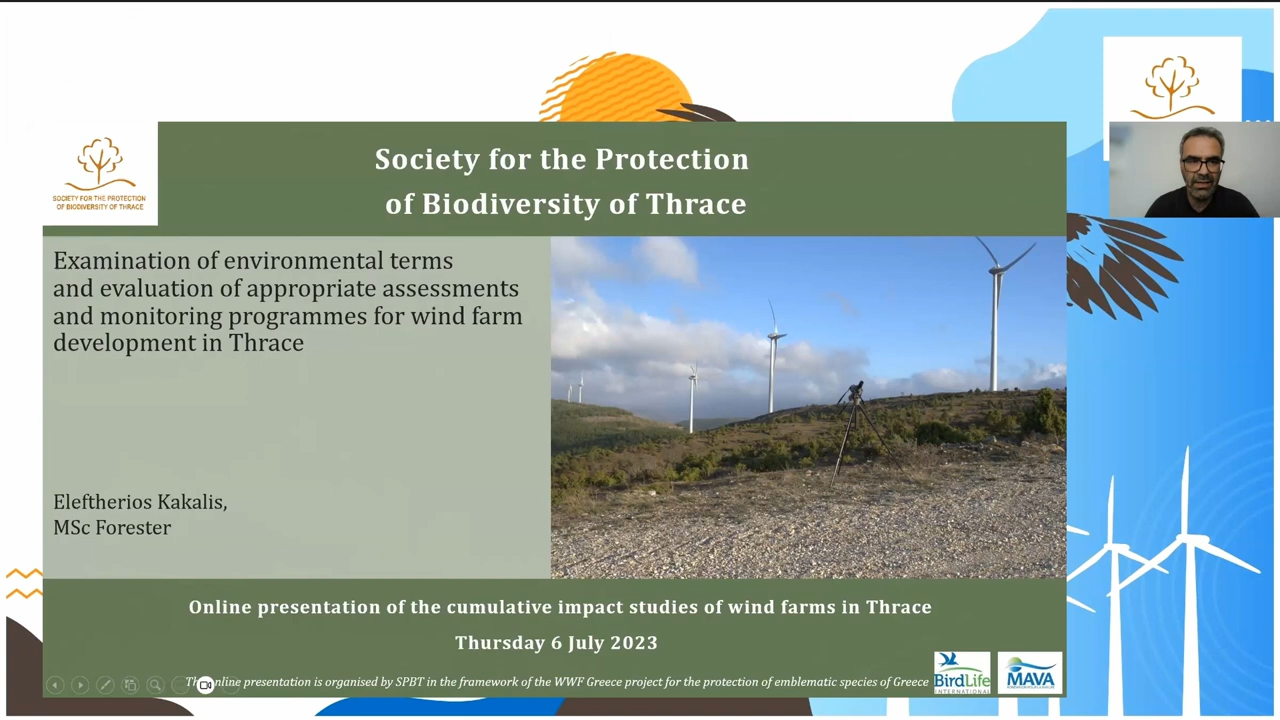 Society for the Protection
of Biodiversity of Thrace
SOCIETY FOR THE PROTECTION
OF BIODIVERSITY OF THRACE
Examination of environmental terms
and evaluation of appropriate assessments
and monitoring programmes for wind farm
development in Thrace
Eleftherios Kakalis,
MSc Forester
Online presentation of the cumulative impact studies of wind farms in Thrace
Thursday 6 July 2023
online presentation is organised by SPBT in the framework of the WWF Greece project for the protection of emblematic species of Greece
BirdLife
INTERNATIONAL
MAVA